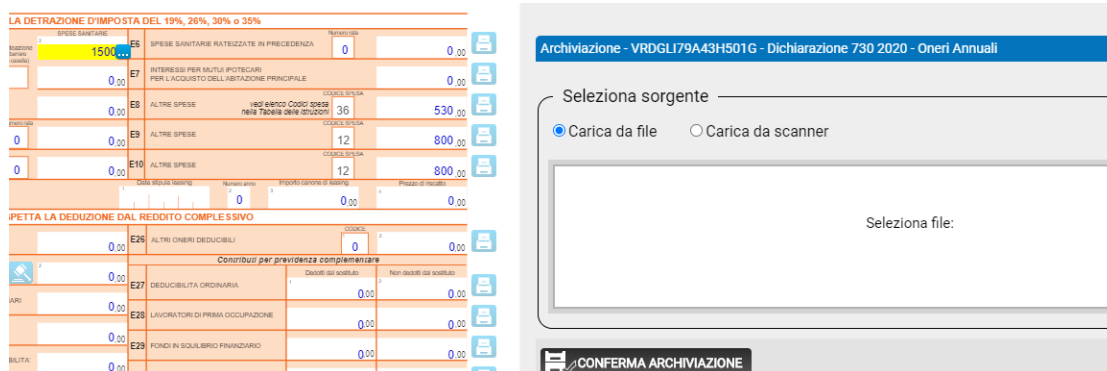 LA DETRAZIONE D'IMPOSTA DEL 19%, 26%, 30% o 35%
SPESE SANITARIE
2
1500...
E6 SPESE SANITARIE RATEIZZATE IN PRECEDENZA
Numero rata
0
0,00
0,00
E7 INTERESSI PER MUTUI IPOTECARI
PER L'ACQUISTO DELL'ABITAZIONE PRINCIPALE
0,00
0,00
E8 ALTRE SPESE
vedi elenco Codici spesa
nella Tabella delle istruzioni
CODICE SPESA
36
530,00
0
0,00
E9 ALTRE SPESE
CODICE SPESA
12
800,00
0
0,00
E10 ALTRE SPESE
CODICE SPESA
12
800,00
Data stipula leasing
Numero anno
0
Importo canone di leasing
0,00
Prezzo di riscatto
0,00
SPETTA LA DEDUZIONE DAL REDDITO COMPLESSIVO
0,00
E26 ALTRI ONERI DEDUCIBILI
CODICE
0
0,00
Contributi per previdenza complementare
Dedotti dal sostituto
Non dedotti dal sostituto
0,00
E27 DEDUCIBILITA ORDINARIA
0,00
0,00
0,00
E28 LAVORATORI DI PRIMA OCCUPAZIONE
0,00
0,00
0,00
E29 FONDI IN SQUILIBRIO FINANZIARIO
0,00
0,00
0,00
Archiviazione - VRDGLI79A43H501G - Dichiarazione 730 2020 - Oneri Annuali
Seleziona sorgente
Carica da file
Carica da scanner
Seleziona file:
CONFERMA ARCHIVIAZIONE